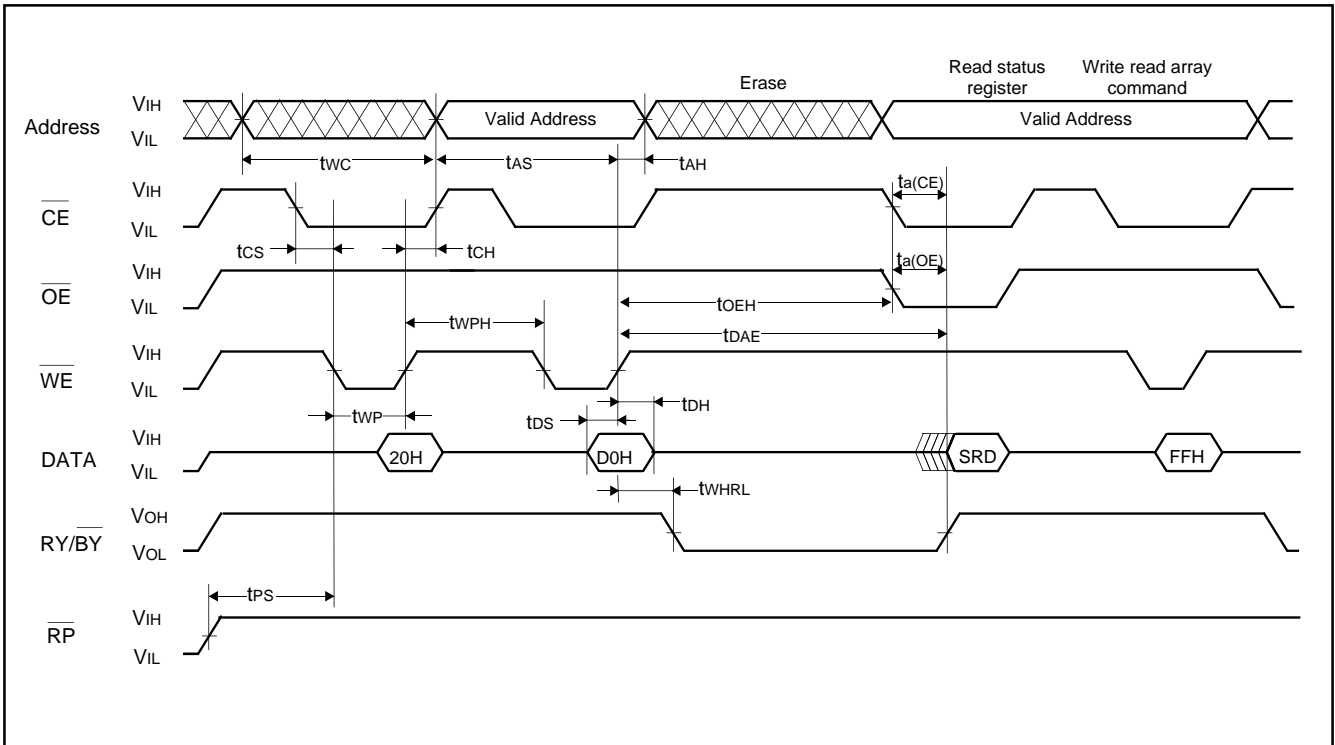 Erase
Read status
register
Write read array
command
Address
VIH
VIL
Valid Address
Valid Address
tWC
tAS
tAH
CE
VIH
VIL
ta(CE)
tCS
tCH
OE
VIH
VIL
ta(OE)
tOEH
tWPH
tDAE
WE
VIH
VIL
tWP
tDS
tDH
DATA
VIH
VIL
20H
D0H
SRD
FFH
tWHRL
RY/BY
VOH
VOL
tPS
RP
VIH
VIL